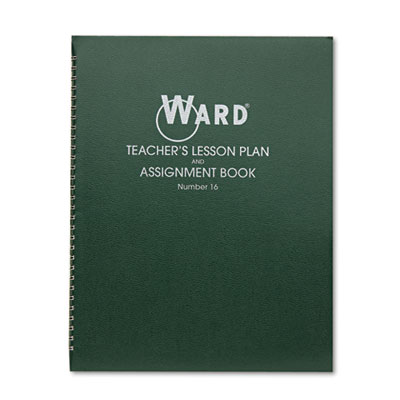 WARD®
TEACHER'S LESSON PLAN
AND
ASSIGNMENT BOOK
Number 16